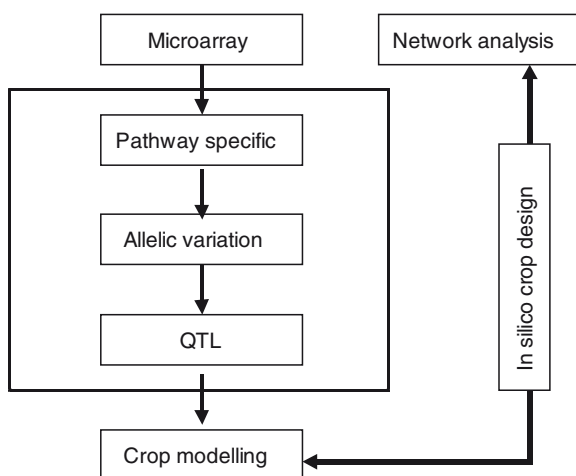 Microarray
Network analysis
Pathway specific
Allelic variation
QTL
In silico crop design
Crop modelling